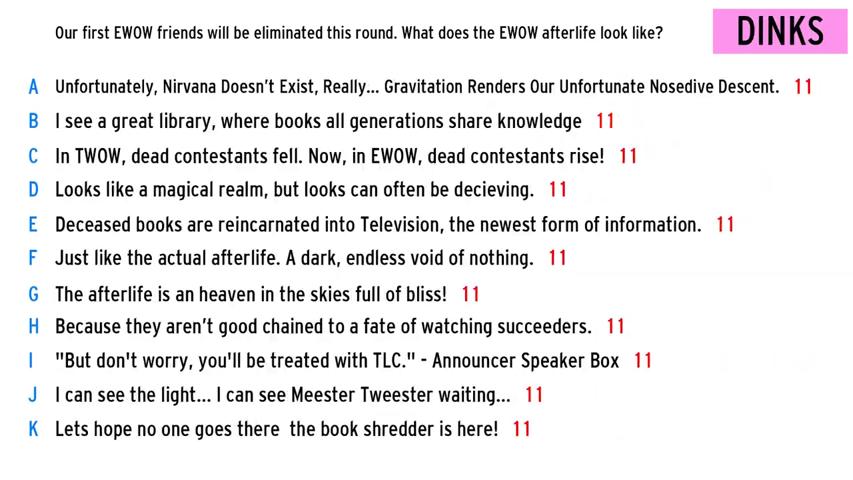 Our first EWOW friends will be eliminated this round. What does the EWOW afterlife look like?
DINKS
A Unfortunately, Nirvana Doesn't Exist, Really... Gravitation Renders Our Unfortunate Nosedive Descent. 11
B I see a great library, where books all generations share knowledge 11
C In TWOW, dead contestants fell. Now, in EWOW, dead contestants rise! 11
D Looks like a magical realm, but looks can often be decieving. 11
E Deceased books are reincarnated into Television, the newest form of information. 11
F Just like the actual afterlife. A dark, endless void of nothing. 11
G The afterlife is an heaven in the skies full of bliss! 11
H Because they aren't good chained to a fate of watching succeeders. 11
I "But don't worry, you'll be treated with TLC." - Announcer Speaker Box 11
J I can see the light... I can see Meester Tweester waiting... 11
K Lets hope no one goes there the book shredder is here! 11